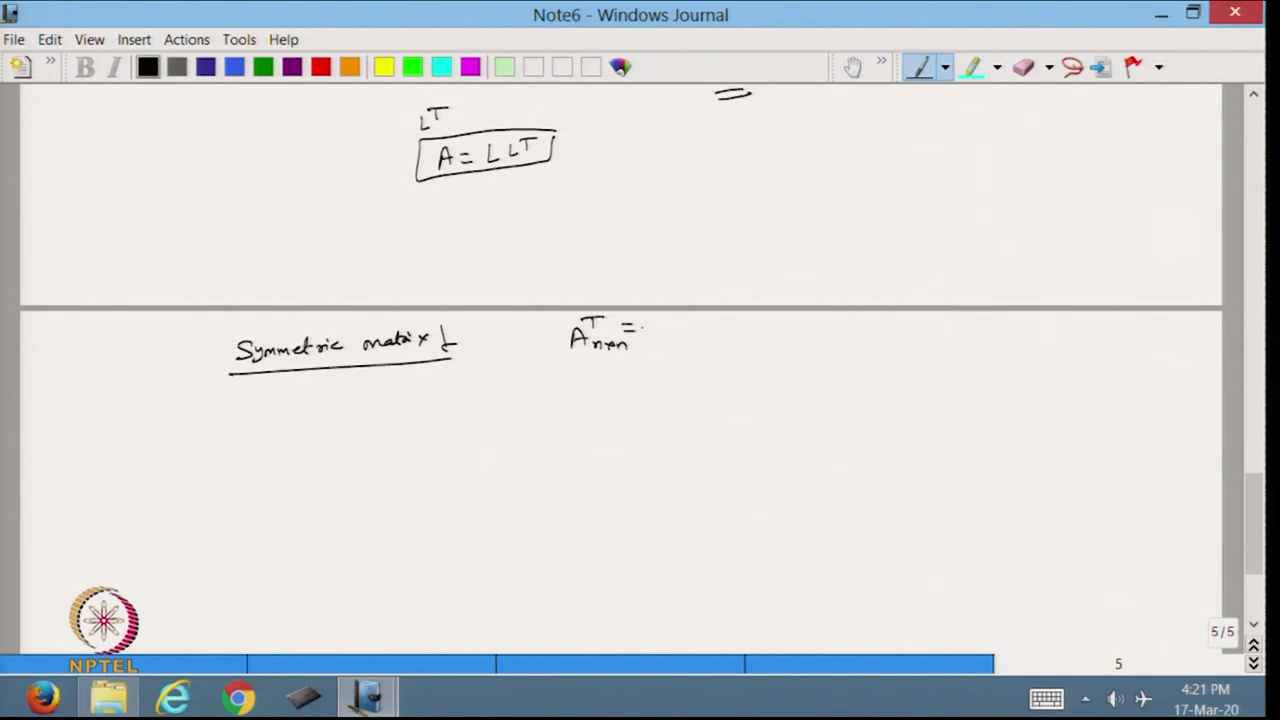 Note6 - Windows Journal
File Edit View Insert Actions Tools Help
B I
L^T
A = L L^T
Symmetric matrix
A^T_{n×n} =
5/5
NPTEL
5
4:21 PM
17-Mar-20